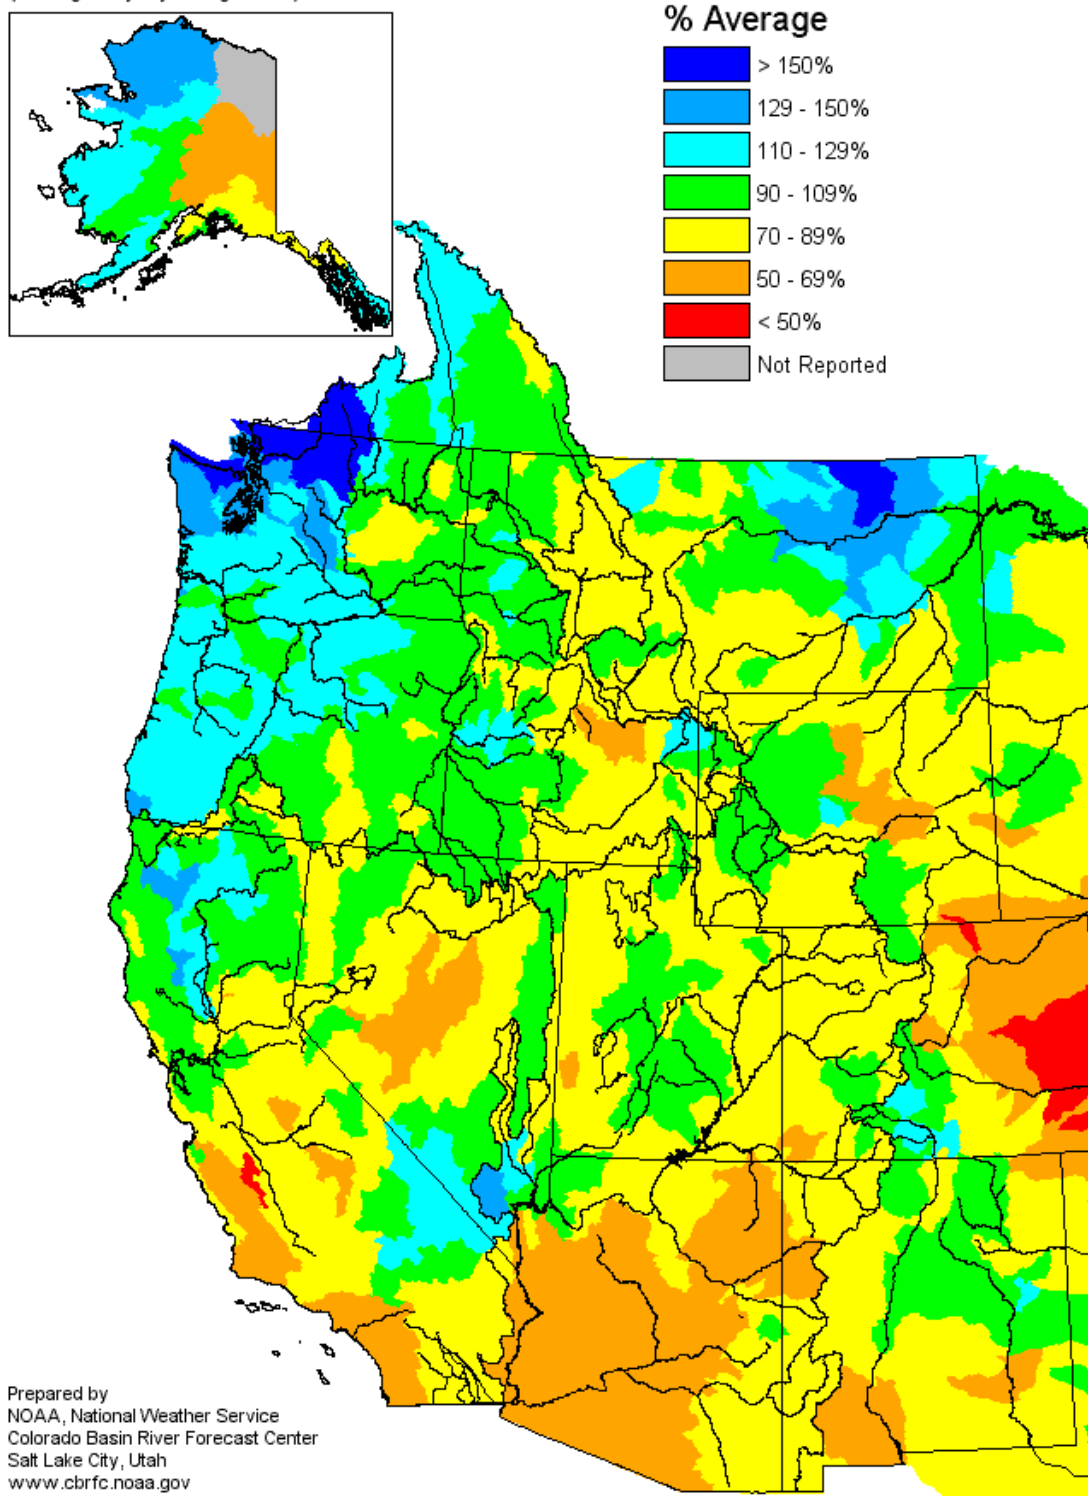 % Average
> 150%
129 - 150%
110 - 129%
90 - 109%
70 - 89%
50 - 69%
< 50%
Not Reported
Prepared by
NOAA, National Weather Service
Colorado Basin River Forecast Center
Salt Lake City, Utah
www.cbrfc.noaa.gov